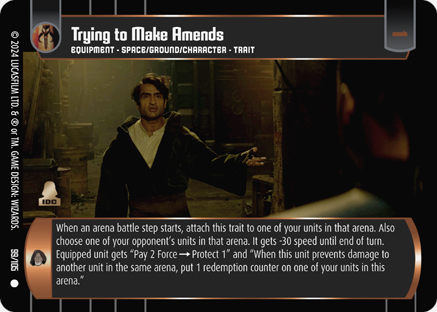 Trying to Make Amends
EQUIPMENT - SPACE/GROUND/CHARACTER - TRAIT
© 2024 LUCASFILM LTD. & ® or TM. GAME DESIGN, WIZARDS.
IDC
99/105
When an arena battle step starts, attach this trait to one of your units in that arena. Also
choose one of your opponent's units in that arena. It gets -30 speed until end of turn.
Equipped unit gets "Pay 2 Force → Protect 1" and "When this unit prevents damage to
another unit in the same arena, put 1 redemption counter on one of your units in this
arena."